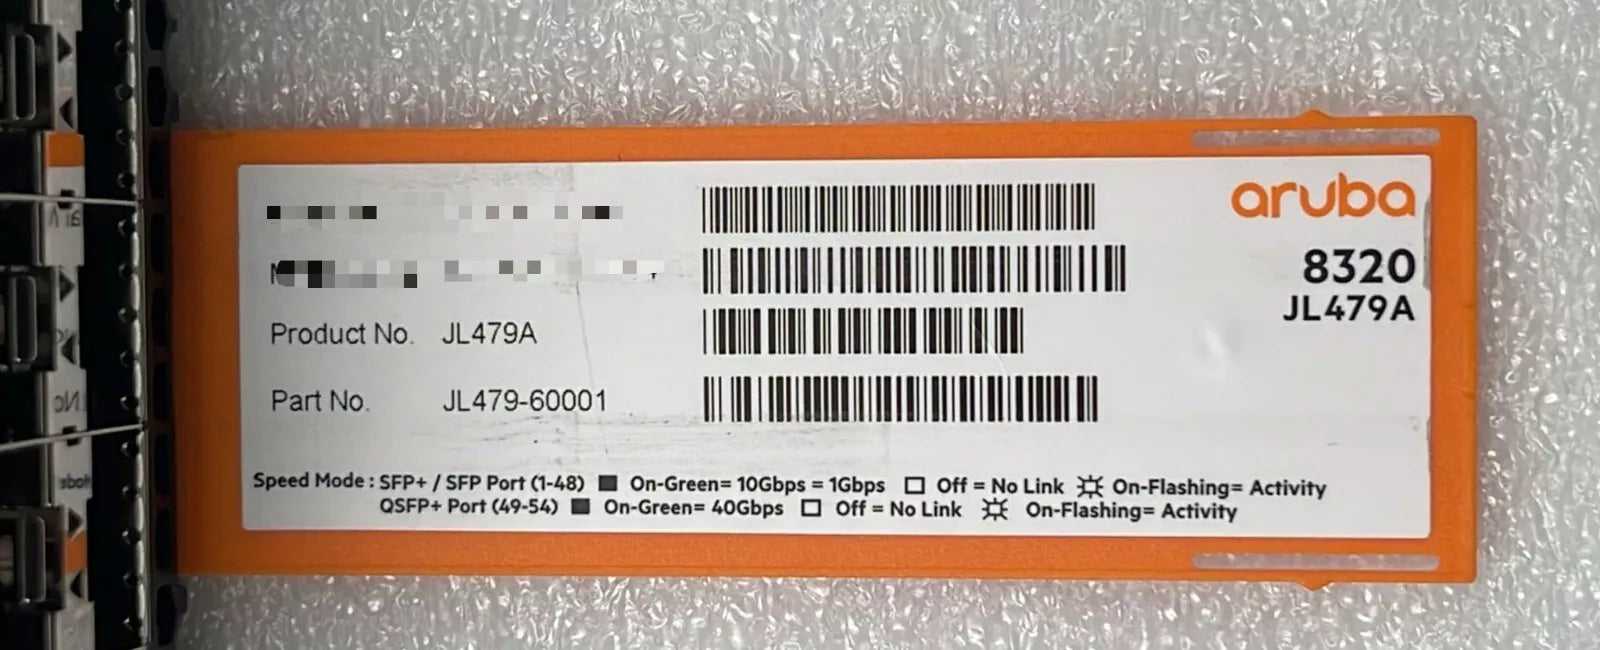 aruba
8320
JL479A
Product No. JL479A
Part No. JL479-60001
Speed Mode : SFP+ / SFP Port (1-48) On-Green= 10Gbps = 1Gbps Off = No Link On-Flashing= Activity
QSFP+ Port (49-54) On-Green= 40Gbps Off = No Link On-Flashing= Activity